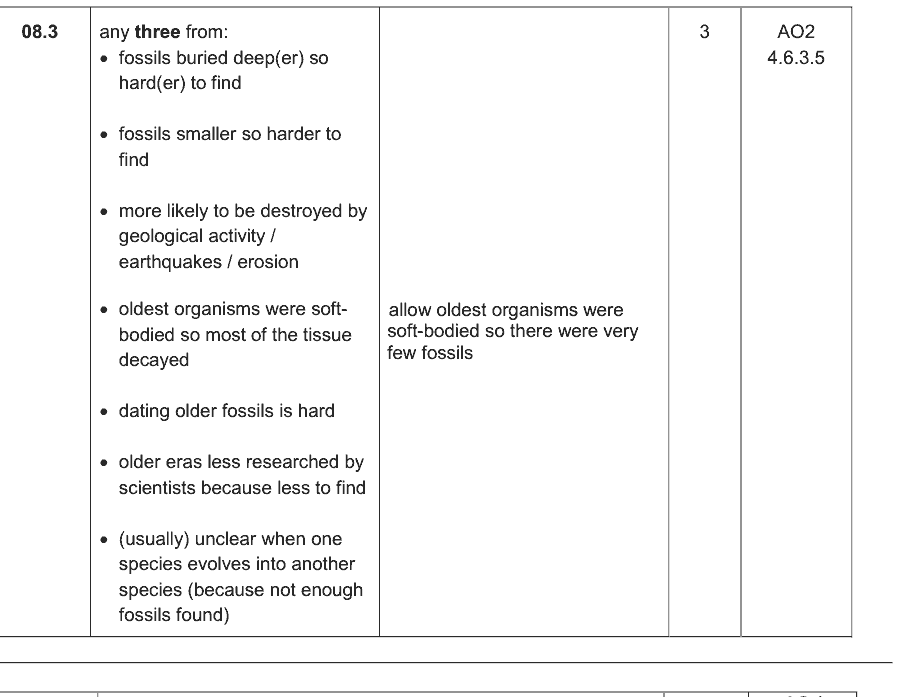 08.3
any three from:
• fossils buried deep(er) so
hard(er) to find
• fossils smaller so harder to
find
• more likely to be destroyed by
geological activity /
earthquakes / erosion
• oldest organisms were soft-
bodied so most of the tissue
decayed
• dating older fossils is hard
• older eras less researched by
scientists because less to find
• (usually) unclear when one
species evolves into another
species (because not enough
fossils found)
allow oldest organisms were
soft-bodied so there were very
few fossils
3
AO2
4.6.3.5